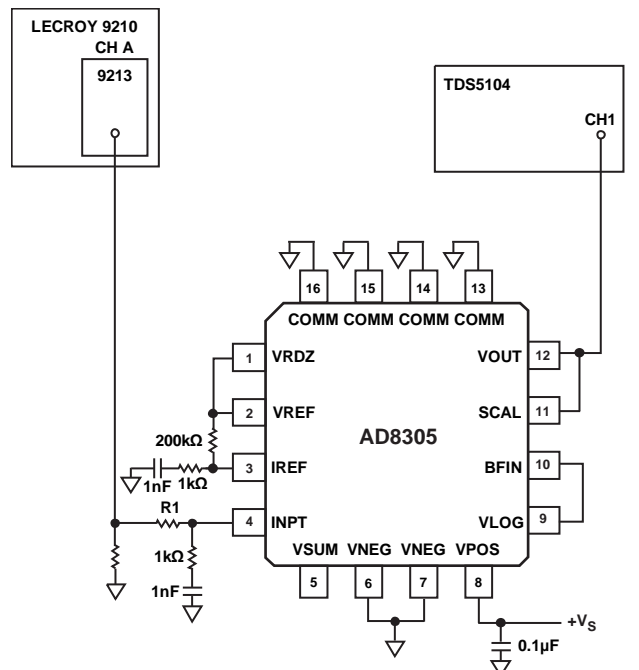 LECROY 9210
CH A
9213
TDS5104
CH1
16
15
14
13
COMM COMM COMM COMM
1
VRDZ
VOUT
12
2
VREF
SCAL
11
200kΩ
AD8305
3
IREF
BFIN
10
1nF
1kΩ
R1
4
INPT
VLOG
9
1kΩ
VSUM VNEG VNEG VPOS
1nF
5
6
7
8
+VS
0.1µF